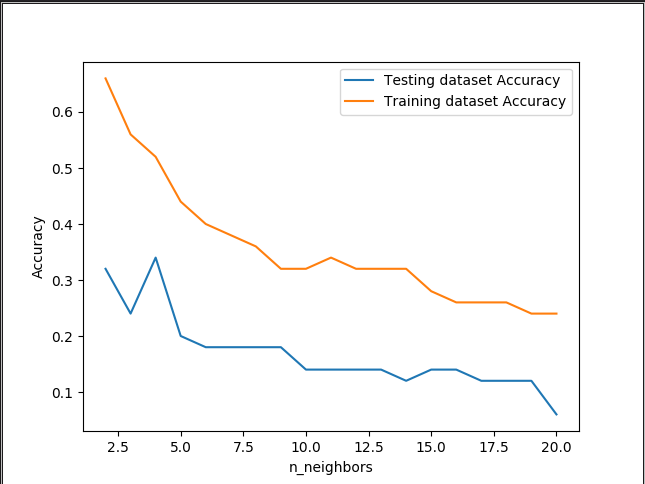 Testing dataset Accuracy
Training dataset Accuracy
0.6
0.5
0.4
0.3
0.2
0.1
Accuracy
2.5 5.0 7.5 10.0 12.5 15.0 17.5 20.0
n_neighbors